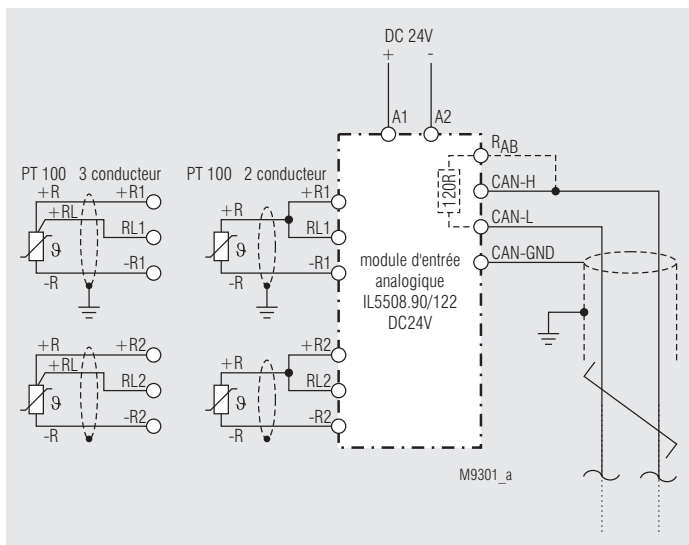 DC 24V
+ -
A1 A2
RAB
CAN-H
120R
CAN-L
CAN-GND
PT 100 3 conducteur
+R +R1
+RL RL1
ϑ
-R -R1
+R +R2
+RL RL2
ϑ
-R -R2
PT 100 2 conducteur
+R1
+R
RL1
ϑ
-R1
-R
+R2
+R
RL2
ϑ
-R2
-R
module d'entrée
analogique
IL5508.90/122
DC24V
M9301_a